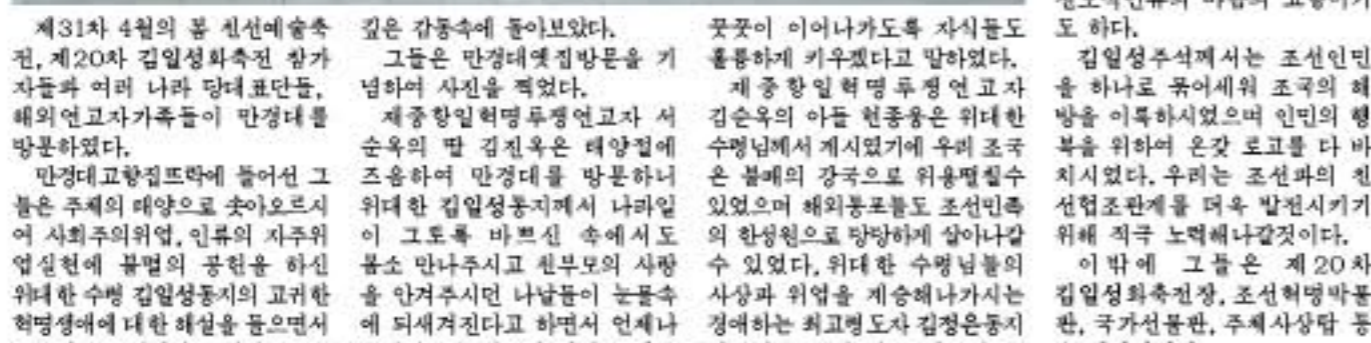 제31차 4월의 봄 친선예술축
전, 제20차 김일성화축전 참가
자들과 여러 나라 당대표단들,
해외연고자가족들이 만경대를
방문하였다.
만경대고향집뜨락에 들어선 그
들은 주체의 태양으로 솟아오르시
여 사회주의위업, 인류의 자주위
업실현에 불멸의 공헌을 하신
위대한 수령 김일성동지의 고귀한
혁명생애에 대한 해설을 들으면서
깊은 감동속에 돌아보았다.
그들은 만경대옛집방문을 기
념하여 사진을 찍었다.
재중항일혁명투쟁연고자 서
순옥의 딸 김진옥은 태양절에
즈음하여 만경대를 방문하니
위대한 김일성동지께서 나라일
이 그토록 바쁘신 속에서도
몸소 만나주시고 친부모의 사랑
을 안겨주시던 나날들이 눈물속
에 되새겨진다고 하면서 언제나
꿋꿋이 이어나가도록 자식들도
훌륭하게 키우겠다고 말하였다.
재중항일혁명투쟁연고자
김순옥의 아들 현종웅은 위대한
수령님께서 계시였기에 우리 조국
은 불패의 강국으로 위용떨칠수
있었으며 해외동포들도 조선민족
의 한성원으로 당당하게 살아나갈
수 있었다, 위대한 수령님들의
사상과 위업을 계승해나가시는
경애하는 최고령도자 김정은동지
도 하다.
김일성주석께서는 조선인민
을 하나로 묶어세워 조국의 해
방을 이룩하시였으며 인민의 행
복을 위하여 온갖 로고를 다 바
치시였다. 우리는 조선과의 친
선협조관계를 더욱 발전시키기
위해 적극 노력해나갈것이다.
이밖에 그들은 제20차
김일성화축전장, 조선혁명박물
관, 국가선물관, 주체사상탑 등